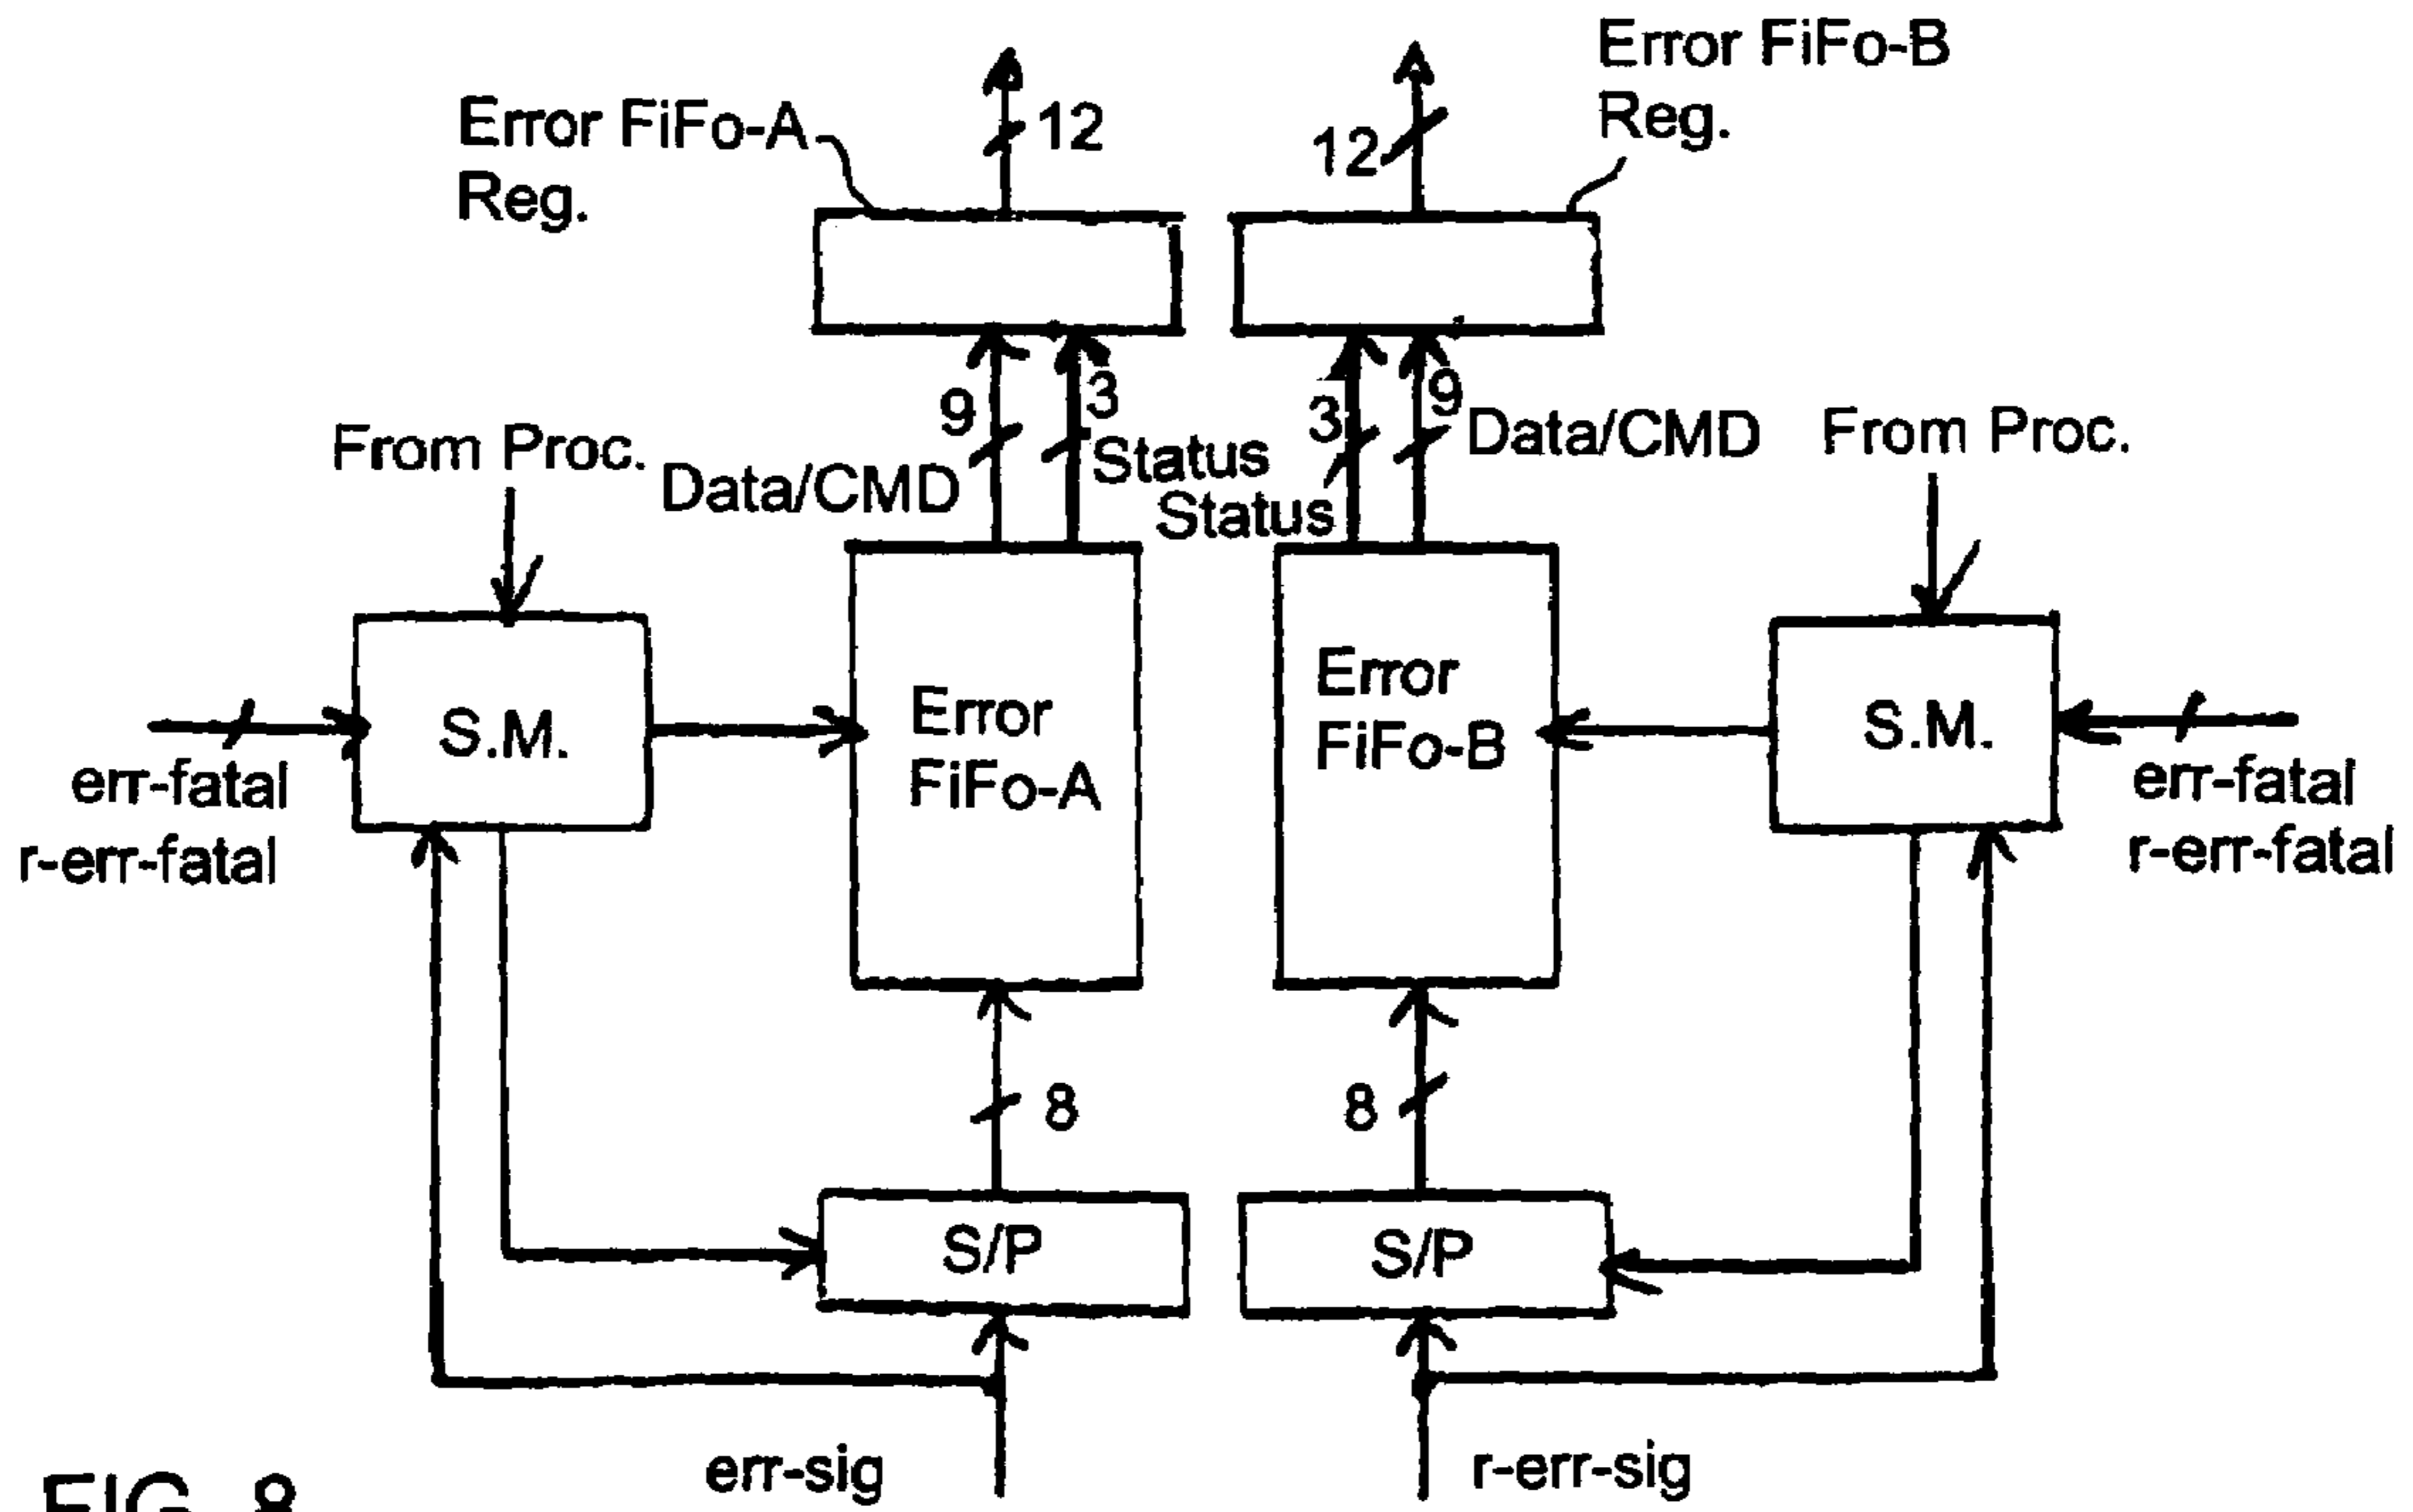 Error FiFo-B
Reg.
Error FiFo-A
Reg.
12
12
9
3
3
9
From Proc.
Data/CMD
Status
Status
Data/CMD
From Proc.
S.M.
Error
FiFo-A
Error
FiFo-B
S.M.
err-fatal
r-err-fatal
err-fatal
r-err-fatal
8
8
S/P
S/P
err-sig
r-err-sig
FIG. 8